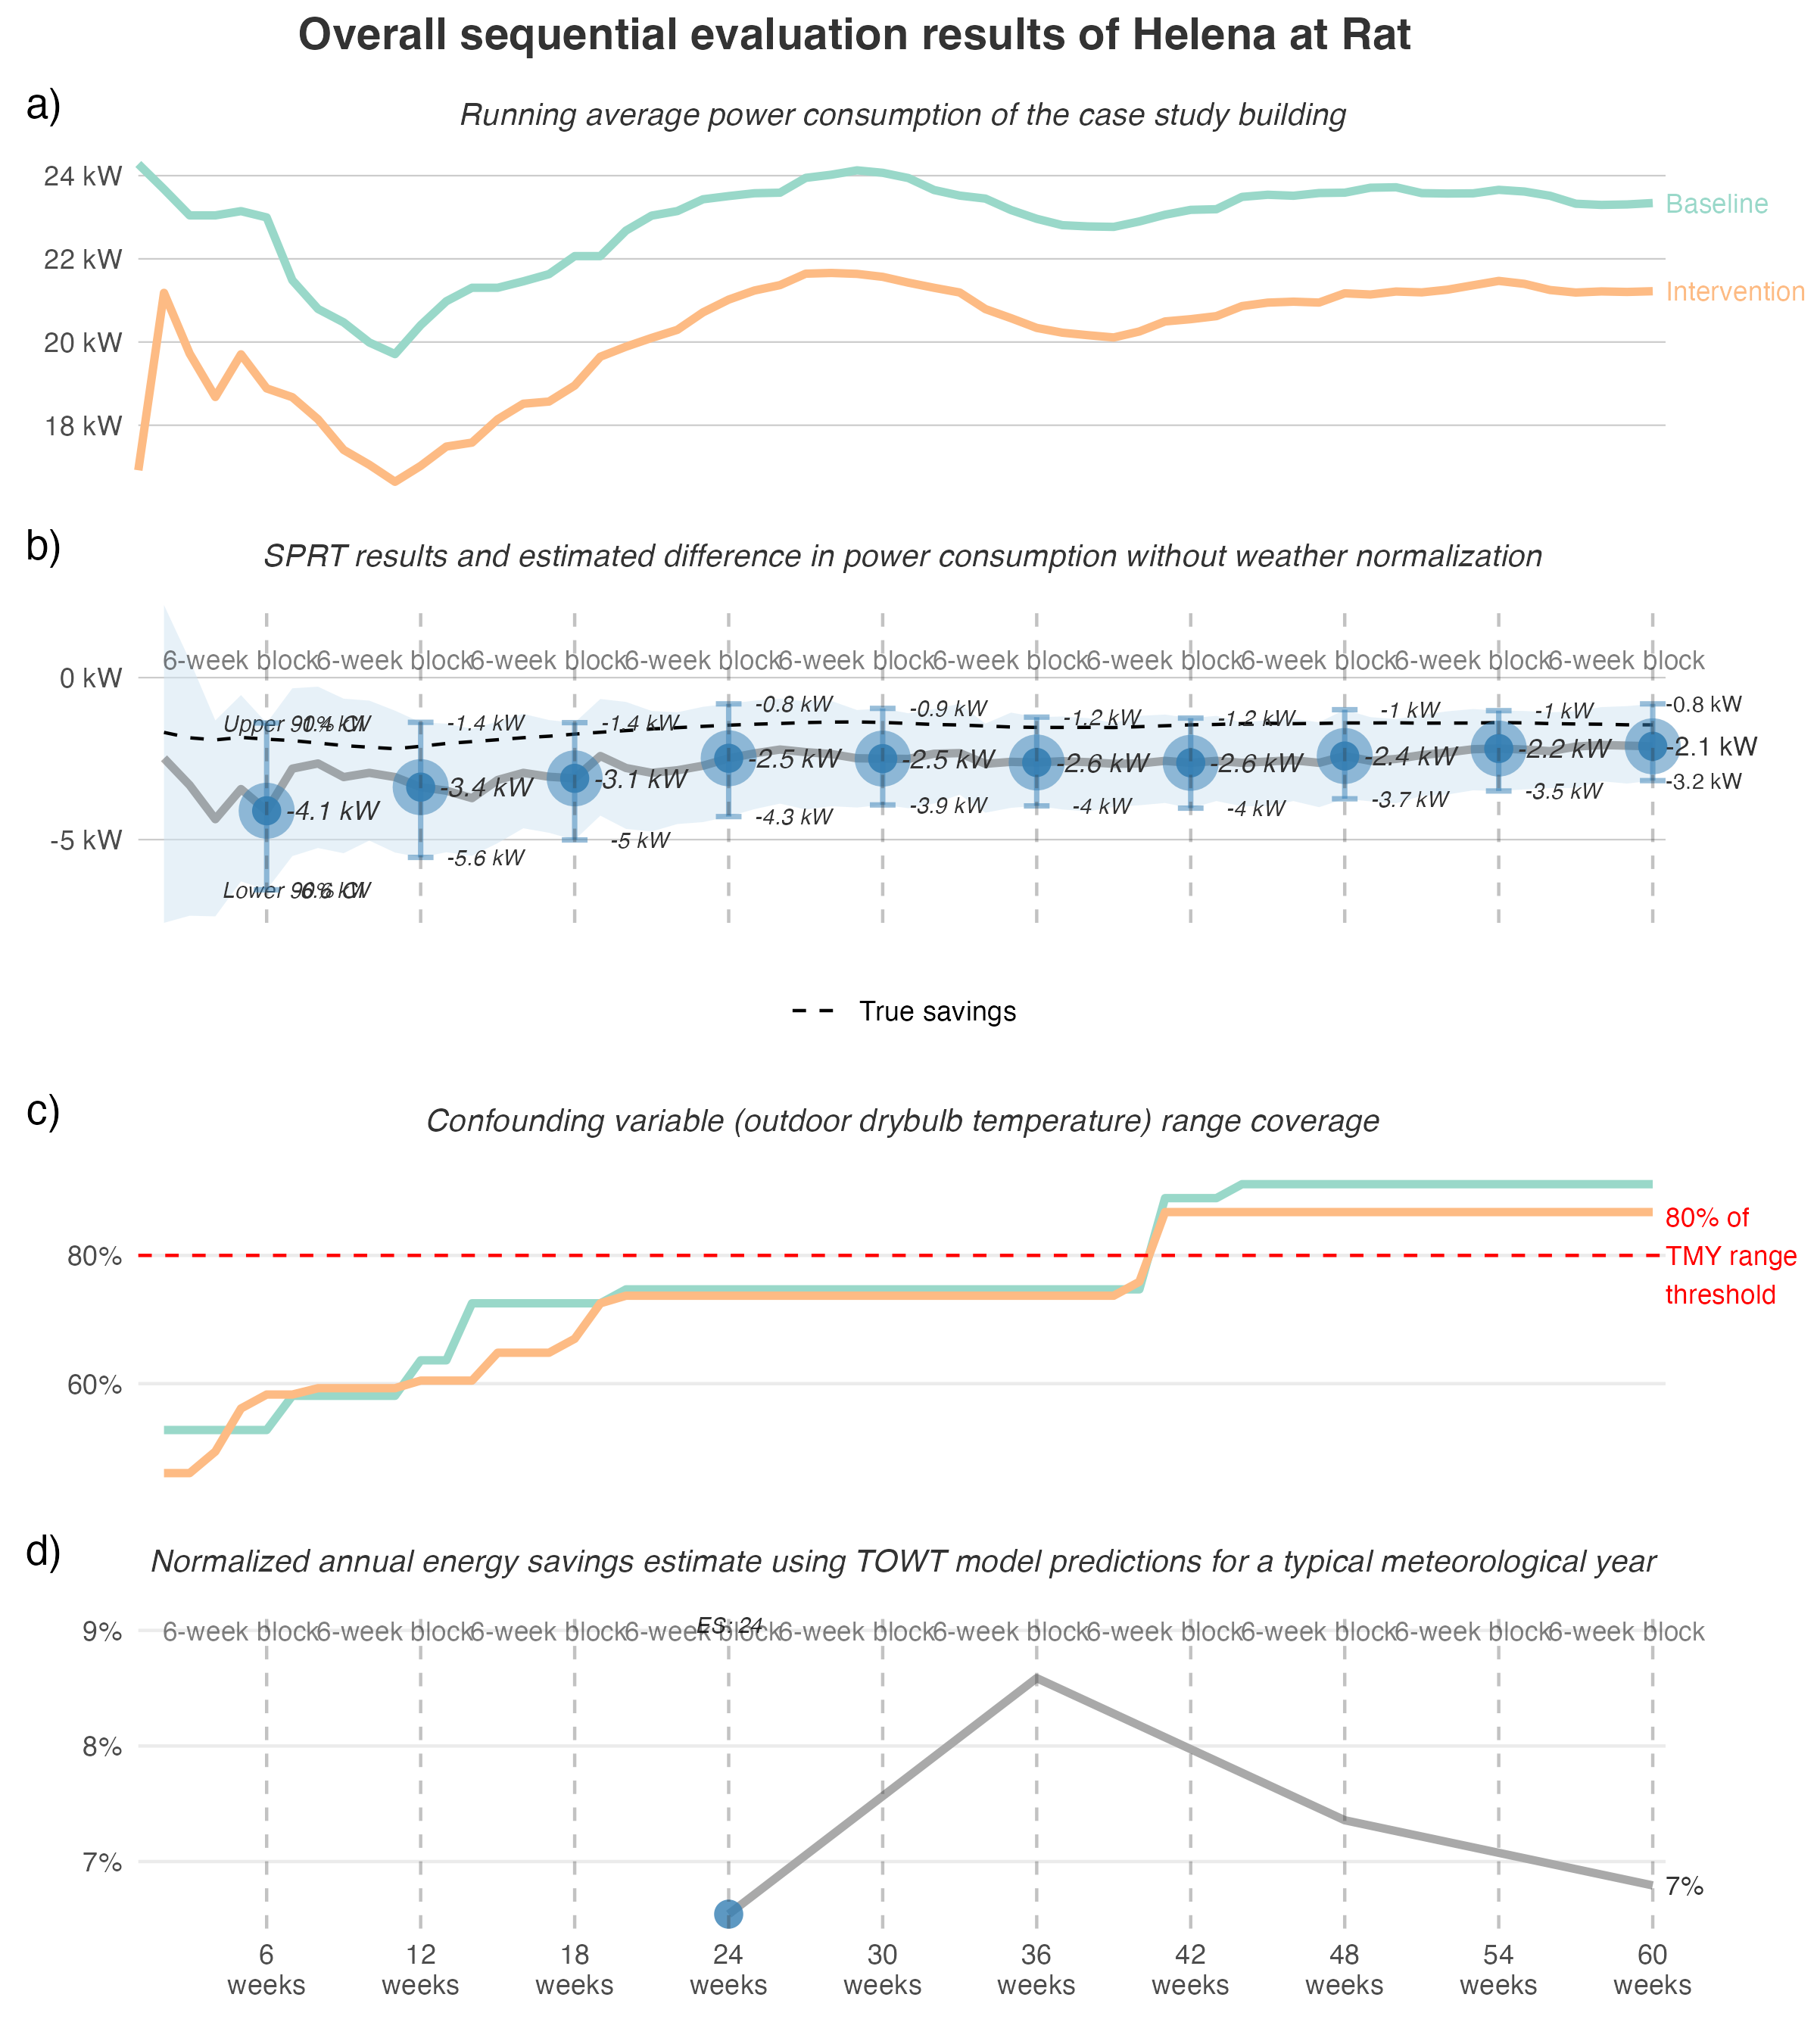 Overall sequential evaluation results of Helena at Rat
a)
Running average power consumption of the case study building
24 kW
22 kW
20 kW
18 kW
Baseline
Intervention
b)
SPRT results and estimated difference in power consumption without weather normalization
6-week block 6-week block 6-week block 6-week block 6-week block 6-week block 6-week block 6-week block 6-week block 6-week block
0 kW
-5 kW
Upper 90% CI -1.4 kW -1.4 kW -1.4 kW -0.8 kW -0.9 kW -1.2 kW -1.2 kW -1 kW -1 kW -0.8 kW
-4.1 kW -3.4 kW -3.1 kW -2.5 kW -2.5 kW -2.6 kW -2.6 kW -2.4 kW -2.2 kW -2.1 kW
Lower 90% CI -6.6 kW -5.6 kW -5 kW -4.3 kW -3.9 kW -4 kW -4 kW -3.7 kW -3.5 kW -3.2 kW
True savings
c)
Confounding variable (outdoor drybulb temperature) range coverage
80%
60%
80% of
TMY range
threshold
d)
Normalized annual energy savings estimate using TOWT model predictions for a typical meteorological year
ES: 24
9%
6-week block 6-week block 6-week block 6-week block 6-week block 6-week block 6-week block 6-week block 6-week block 6-week block
8%
7%
7%
6 12 18 24 30 36 42 48 54 60
weeks weeks weeks weeks weeks weeks weeks weeks weeks weeks